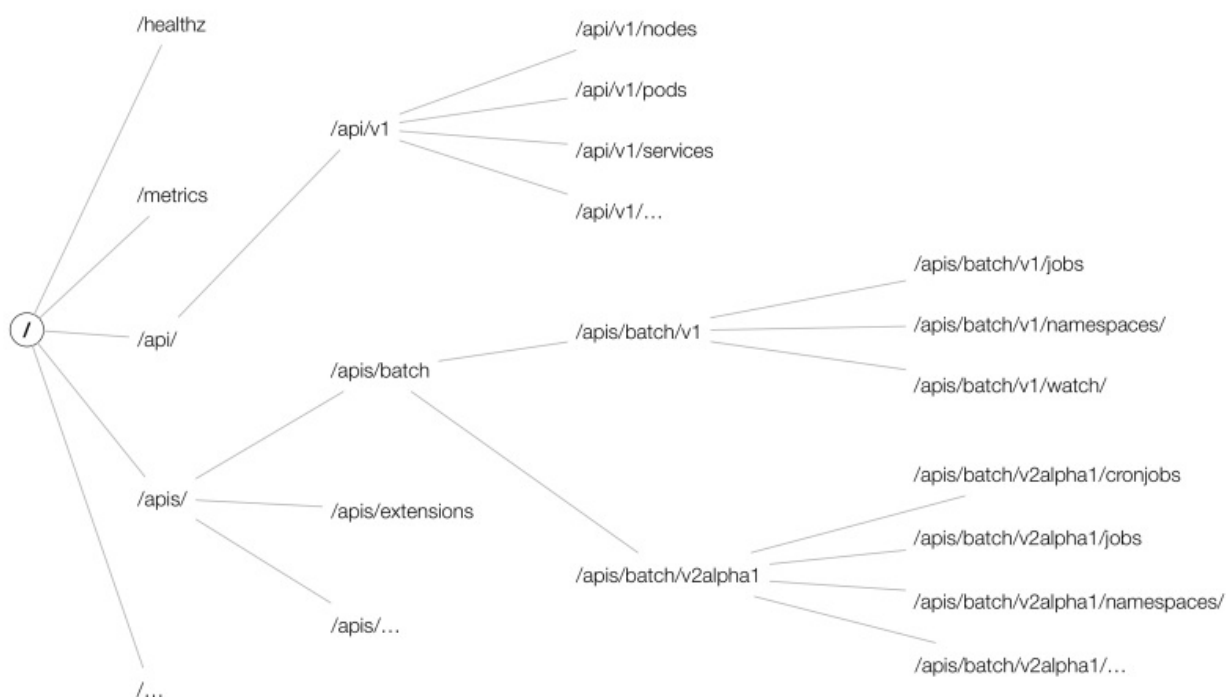 /healthz
/metrics
/
/api/
/apis/
/...
/api/v1
/apis/batch
/apis/extensions
/apis/...
/api/v1/nodes
/api/v1/pods
/api/v1/services
/api/v1/...
/apis/batch/v1
/apis/batch/v2alpha1
/apis/batch/v1/jobs
/apis/batch/v1/namespaces/
/apis/batch/v1/watch/
/apis/batch/v2alpha1/cronjobs
/apis/batch/v2alpha1/jobs
/apis/batch/v2alpha1/namespaces/
/apis/batch/v2alpha1/...